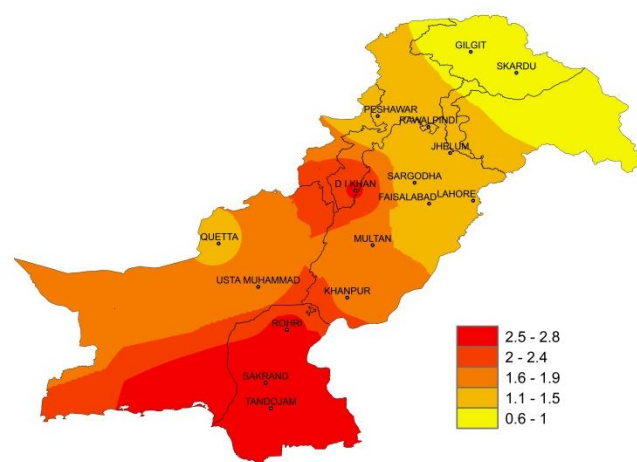 GILGIT
SKARDU
PESHAWAR
RAWALPINDI
JHELUM
D I KHAN
SARGODHA
FAISALABAD
LAHORE
QUETTA
MULTAN
USTA MUHAMMAD
KHANPUR
ROHRI
SAKRAND
TANDOJAM
2.5 - 2.8
2 - 2.4
1.6 - 1.9
1.1 - 1.5
0.6 - 1